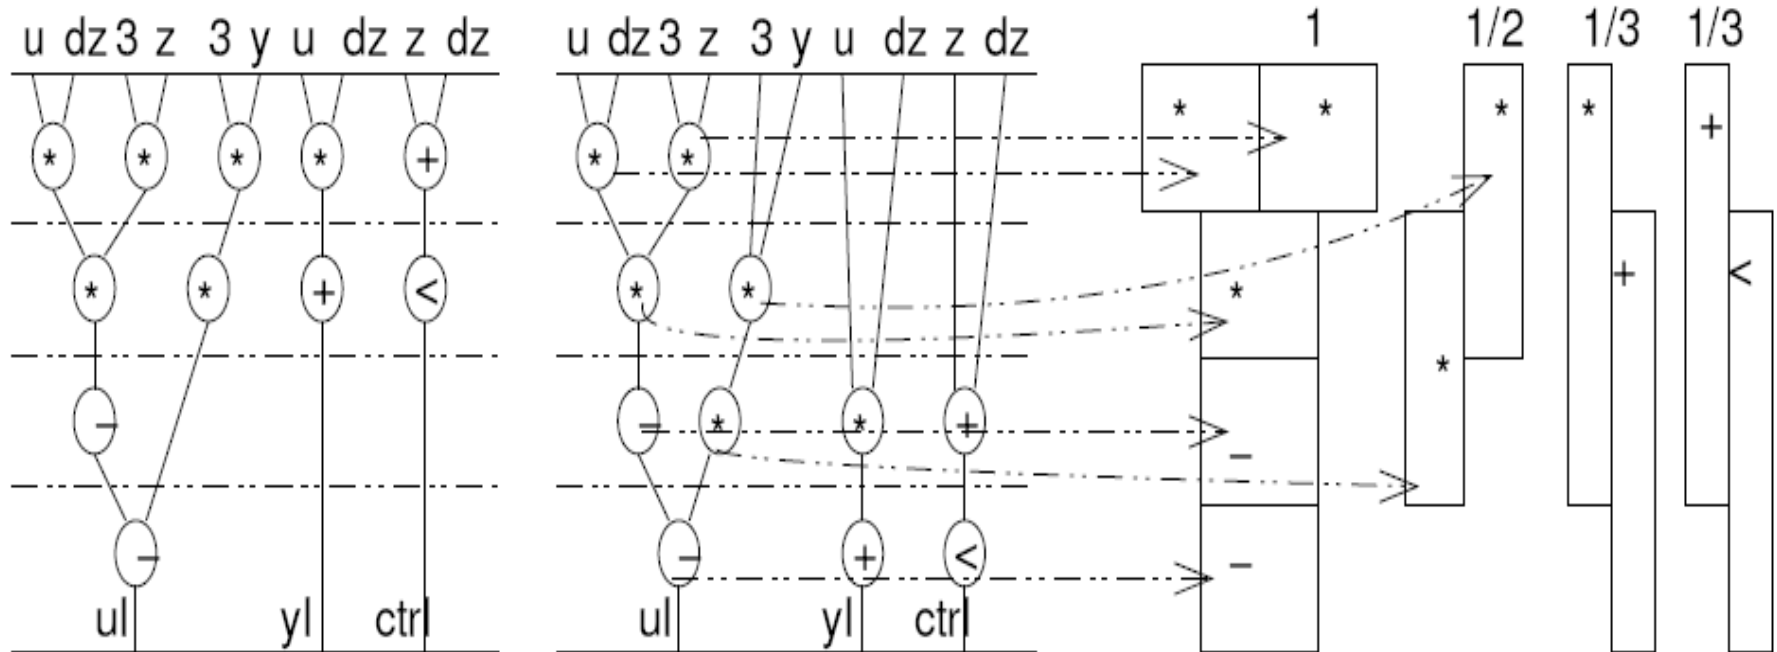 u dz 3 z 3 y u dz z dz
* * * * +
* * + <
-
-
ul yl ctrl
u dz 3 z 3 y u dz z dz
* *
* *
- * * +
- + <
ul yl ctrl
1 1/2 1/3 1/3
* * * * +
* + <
*
-
-